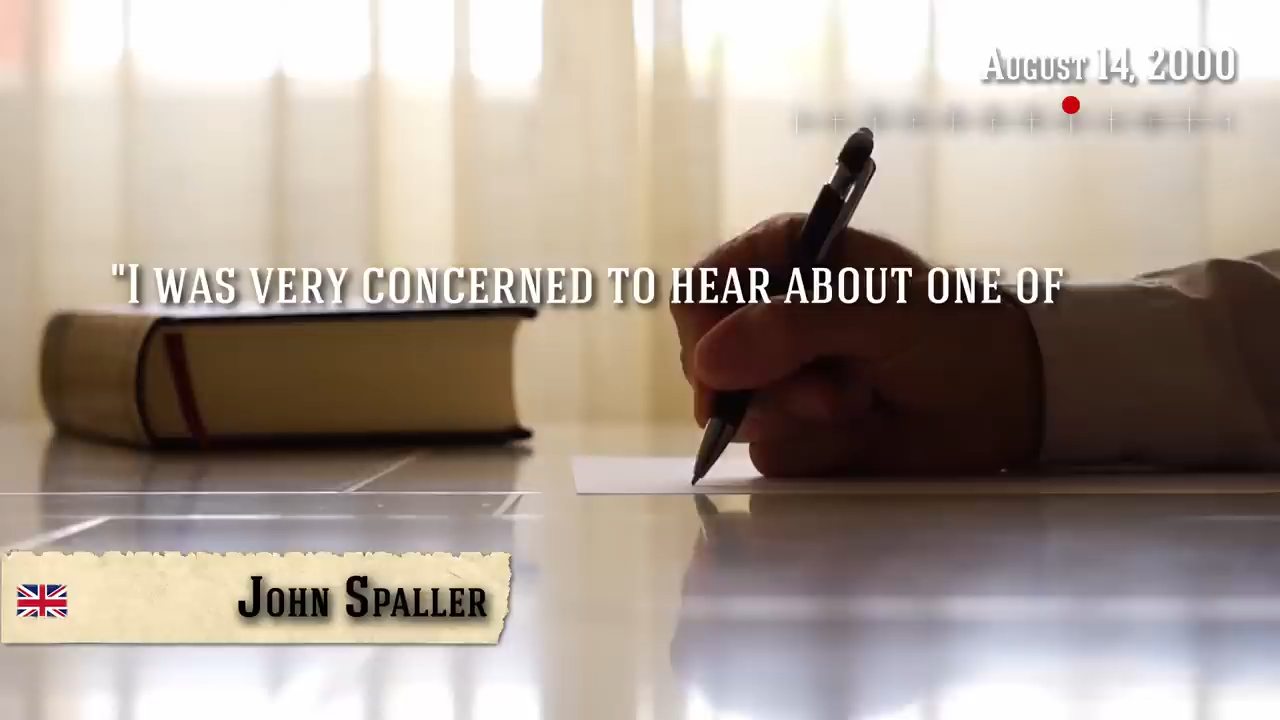 August 14, 2000
"I was very concerned to hear about one of
John Spaller